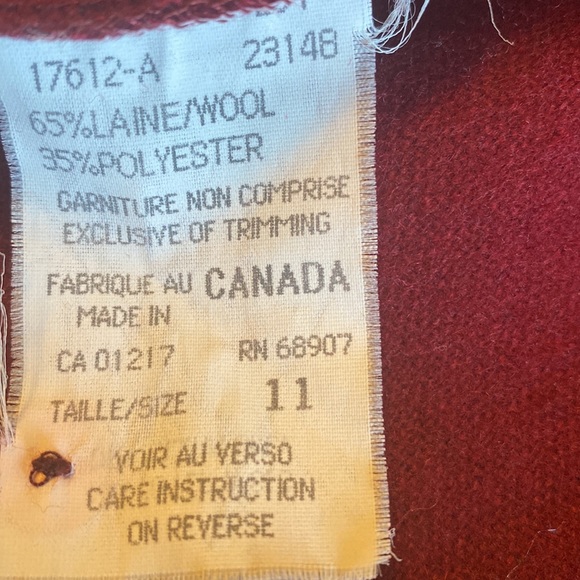 17612-A 23148
65%LAINE/WOOL
35%POLYESTER
GARNITURE NON COMPRISE
EXCLUSIVE OF TRIMMING
FABRIQUE AU CANADA
MADE IN
CA 01217 RN 68907
TAILLE/SIZE 11
VOIR AU VERSO
CARE INSTRUCTION
ON REVERSE